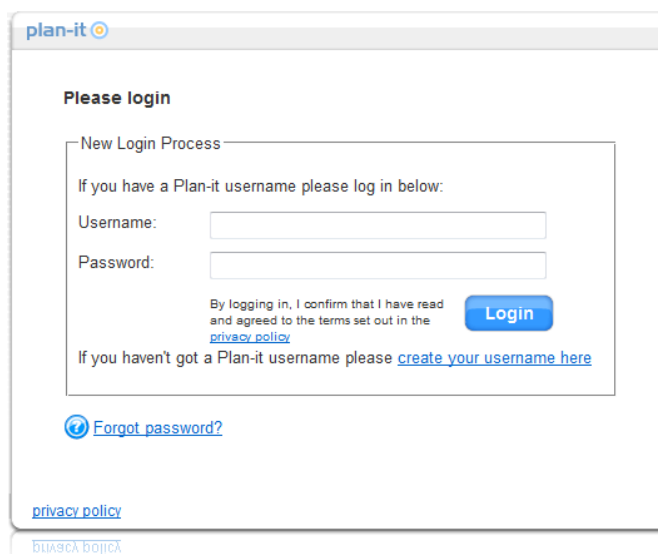 plan-it
Please login
New Login Process
If you have a Plan-it username please log in below:
Username:
Password:
By logging in, I confirm that I have read
and agreed to the terms set out in the
privacy policy
Login
If you haven't got a Plan-it username please create your username here
Forgot password?
privacy policy
privacy policy